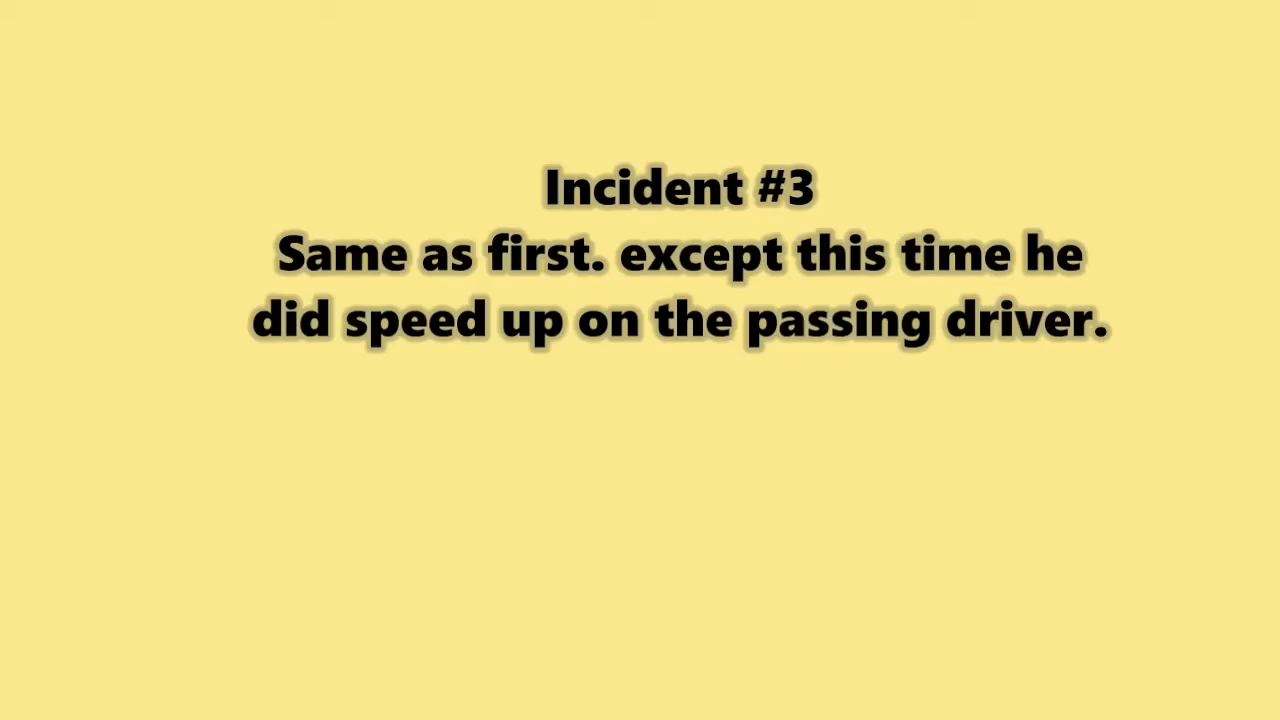 Incident #3
Same as first. except this time he
did speed up on the passing driver.